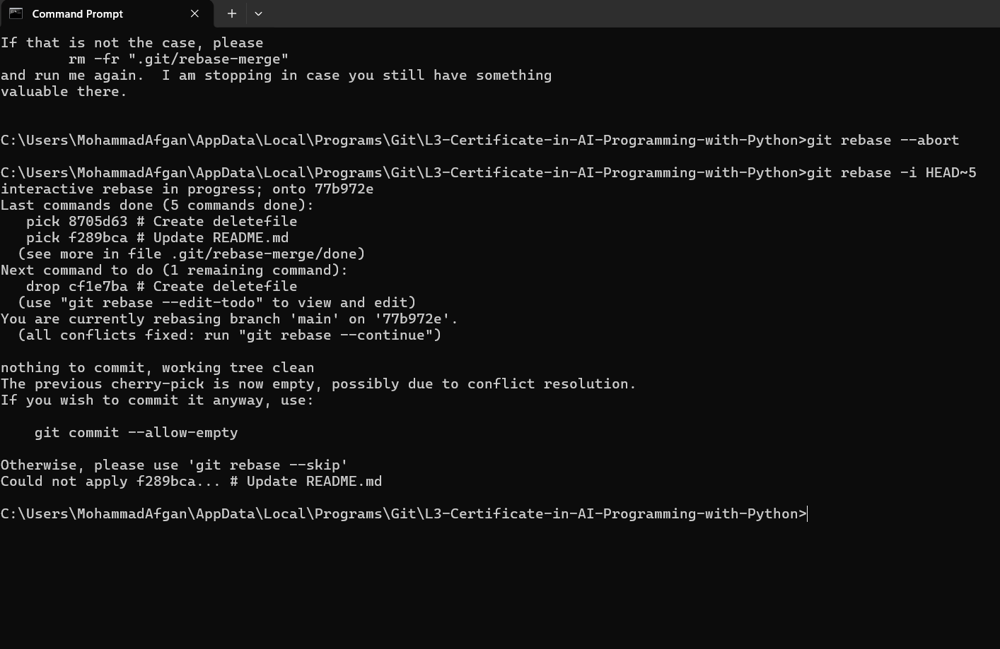 Command Prompt
If that is not the case, please
        rm -fr ".git/rebase-merge"
and run me again.  I am stopping in case you still have something
valuable there.
C:\Users\MohammadAfgan\AppData\Local\Programs\Git\L3-Certificate-in-AI-Programming-with-Python>git rebase --abort
C:\Users\MohammadAfgan\AppData\Local\Programs\Git\L3-Certificate-in-AI-Programming-with-Python>git rebase -i HEAD~5
interactive rebase in progress; onto 77b972e
Last commands done (5 commands done):
   pick 8705d63 # Create deletefile
   pick f289bca # Update README.md
  (see more in file .git/rebase-merge/done)
Next command to do (1 remaining command):
   drop cf1e7ba # Create deletefile
  (use "git rebase --edit-todo" to view and edit)
You are currently rebasing branch 'main' on '77b972e'.
  (all conflicts fixed: run "git rebase --continue")
nothing to commit, working tree clean
The previous cherry-pick is now empty, possibly due to conflict resolution.
If you wish to commit it anyway, use:
    git commit --allow-empty
Otherwise, please use 'git rebase --skip'
Could not apply f289bca... # Update README.md
C:\Users\MohammadAfgan\AppData\Local\Programs\Git\L3-Certificate-in-AI-Programming-with-Python>